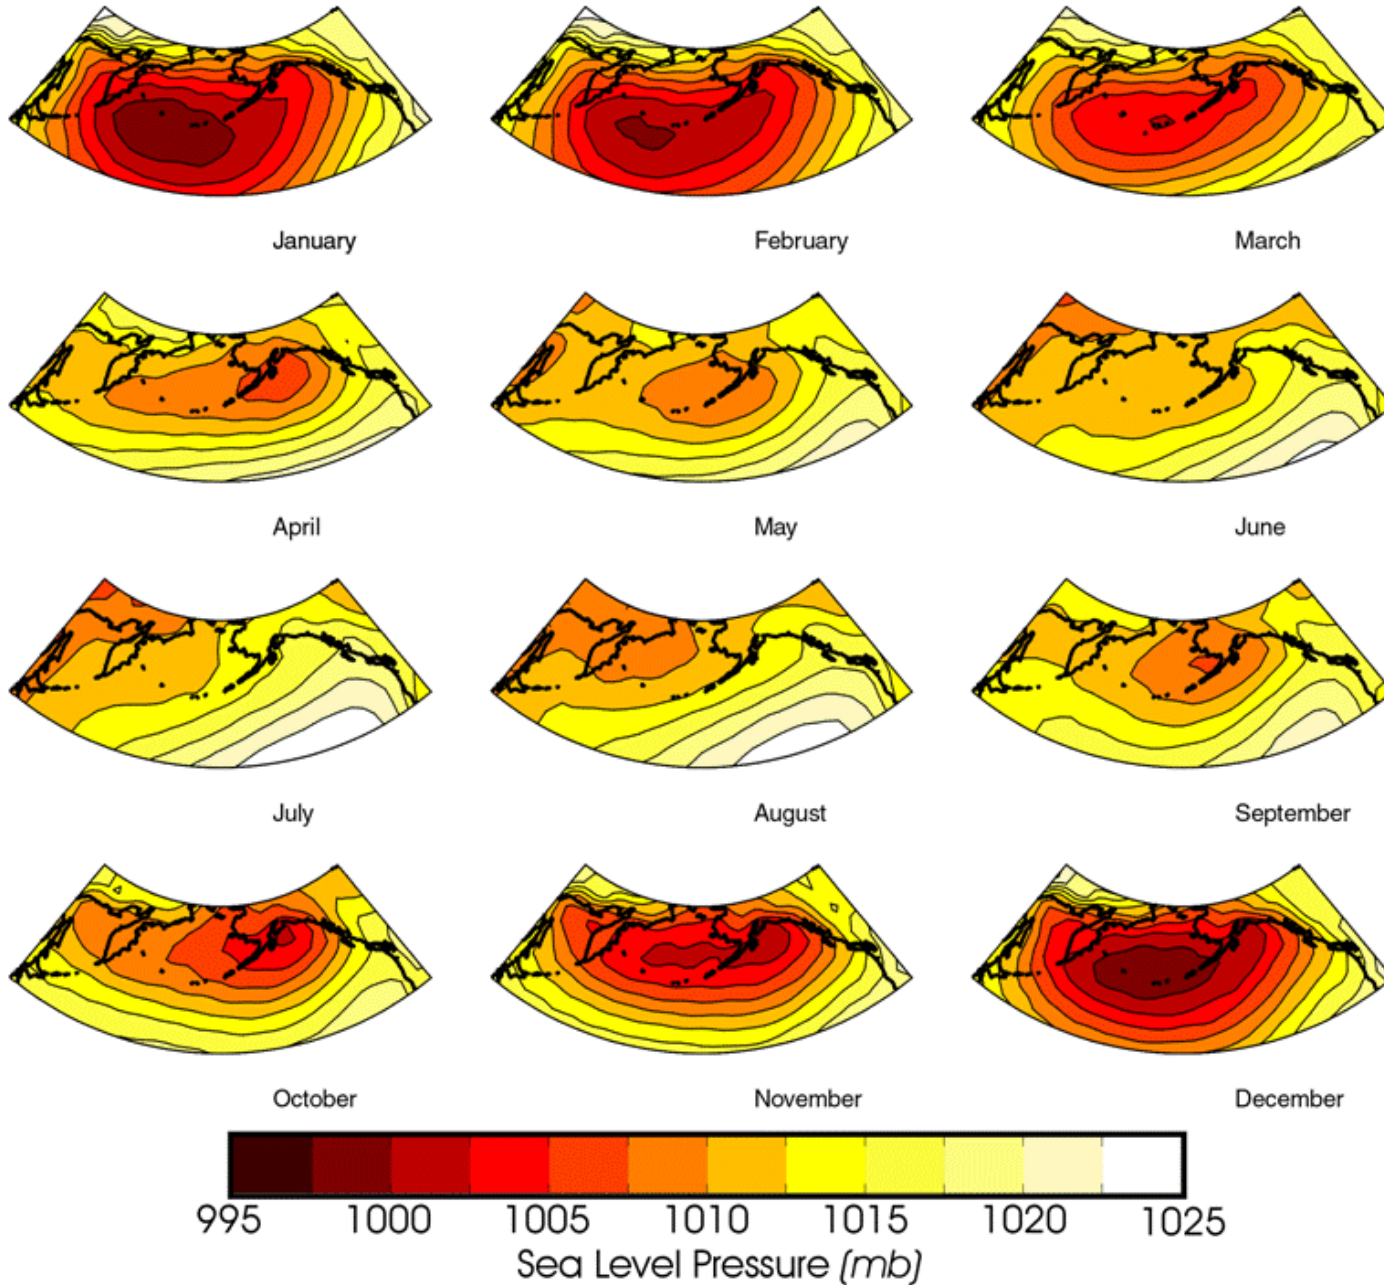 January
February
March
April
May
June
July
August
September
October
November
December
995 1000 1005 1010 1015 1020 1025
Sea Level Pressure (mb)